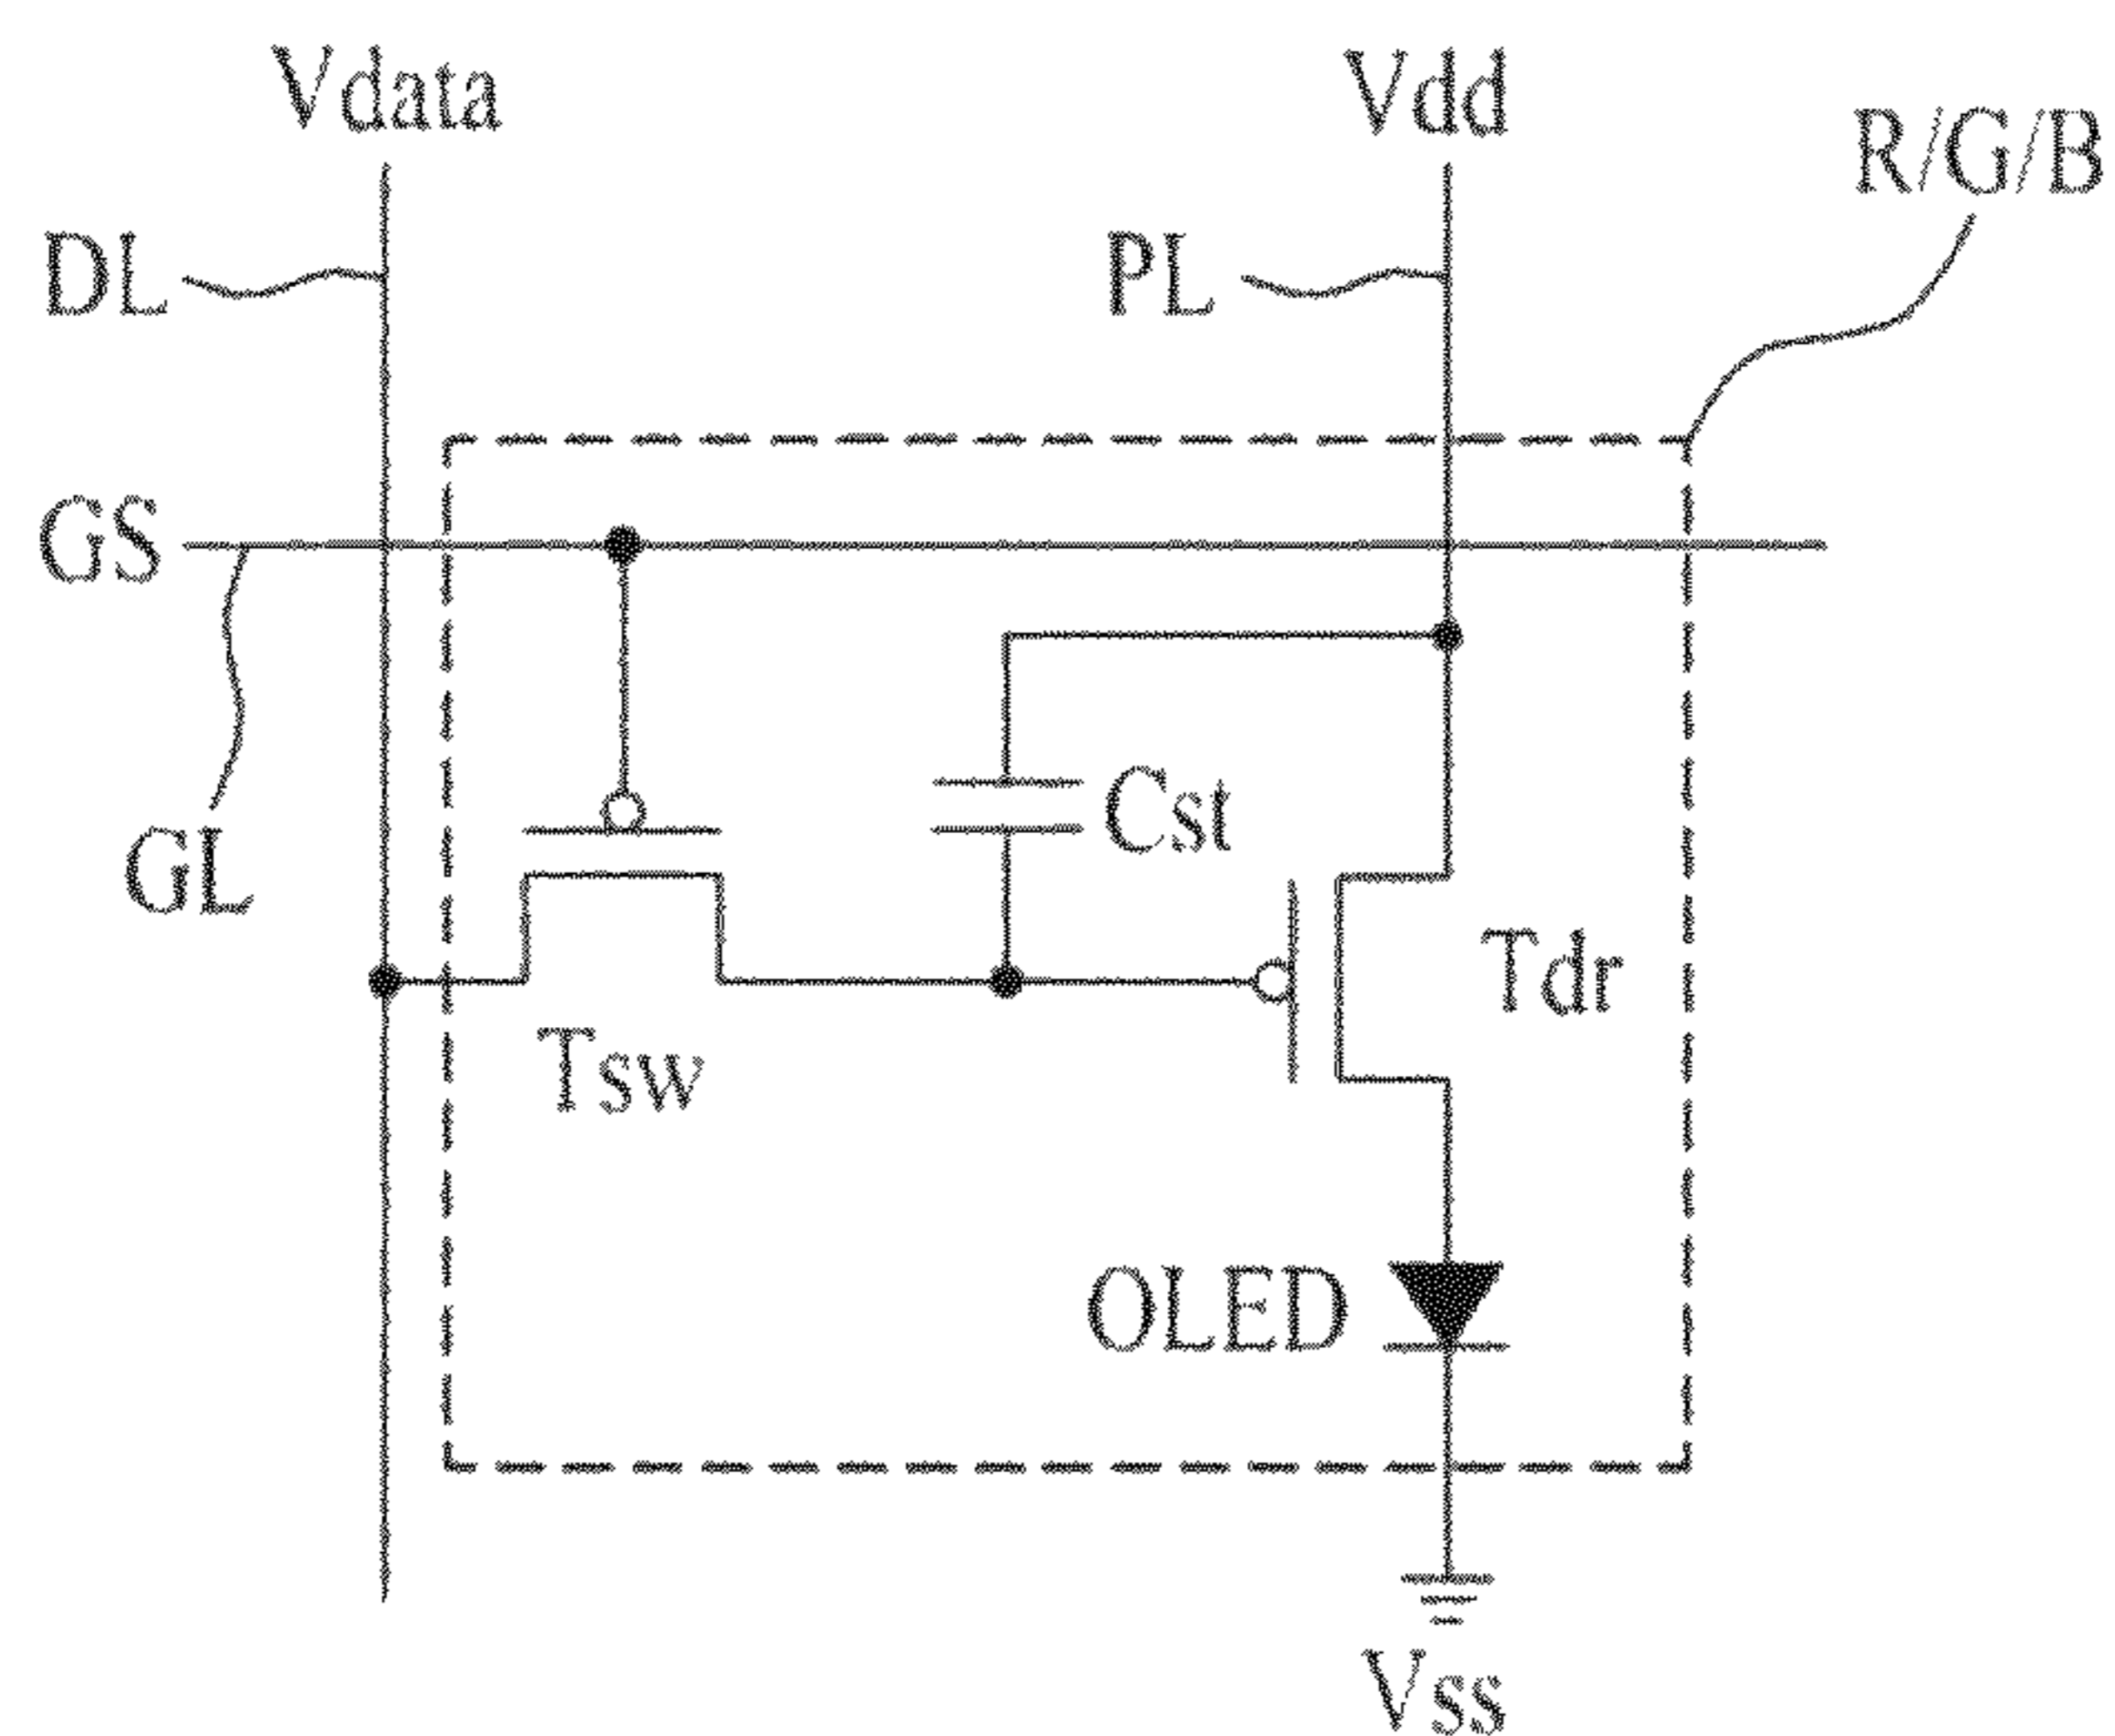 Vdata
Vdd
R/G/B
DL
PL
GS
GL
Cst
Tdr
Tsw
OLED
Vss